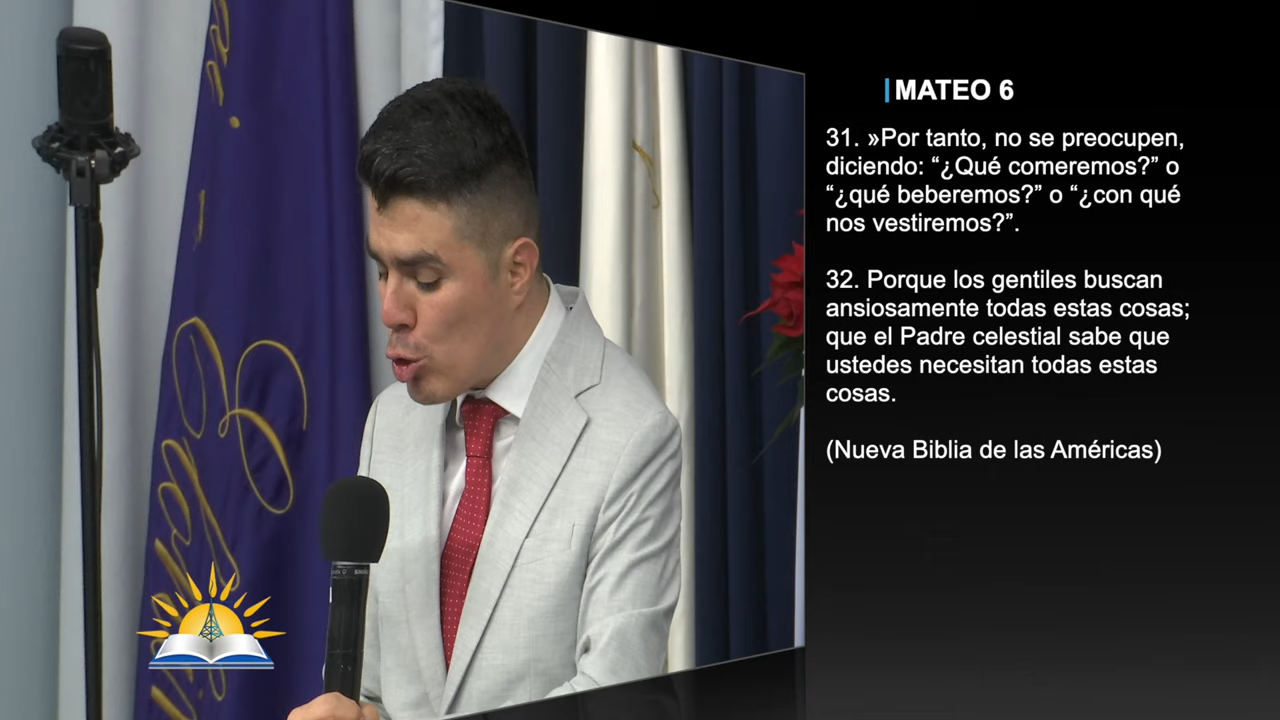 MATEO 6
31. »Por tanto, no se preocupen,
diciendo: “¿Qué comeremos?” o
“¿qué beberemos?” o “¿con qué
nos vestiremos?”.
32. Porque los gentiles buscan
ansiosamente todas estas cosas;
que el Padre celestial sabe que
ustedes necesitan todas estas
cosas.
(Nueva Biblia de las Américas)